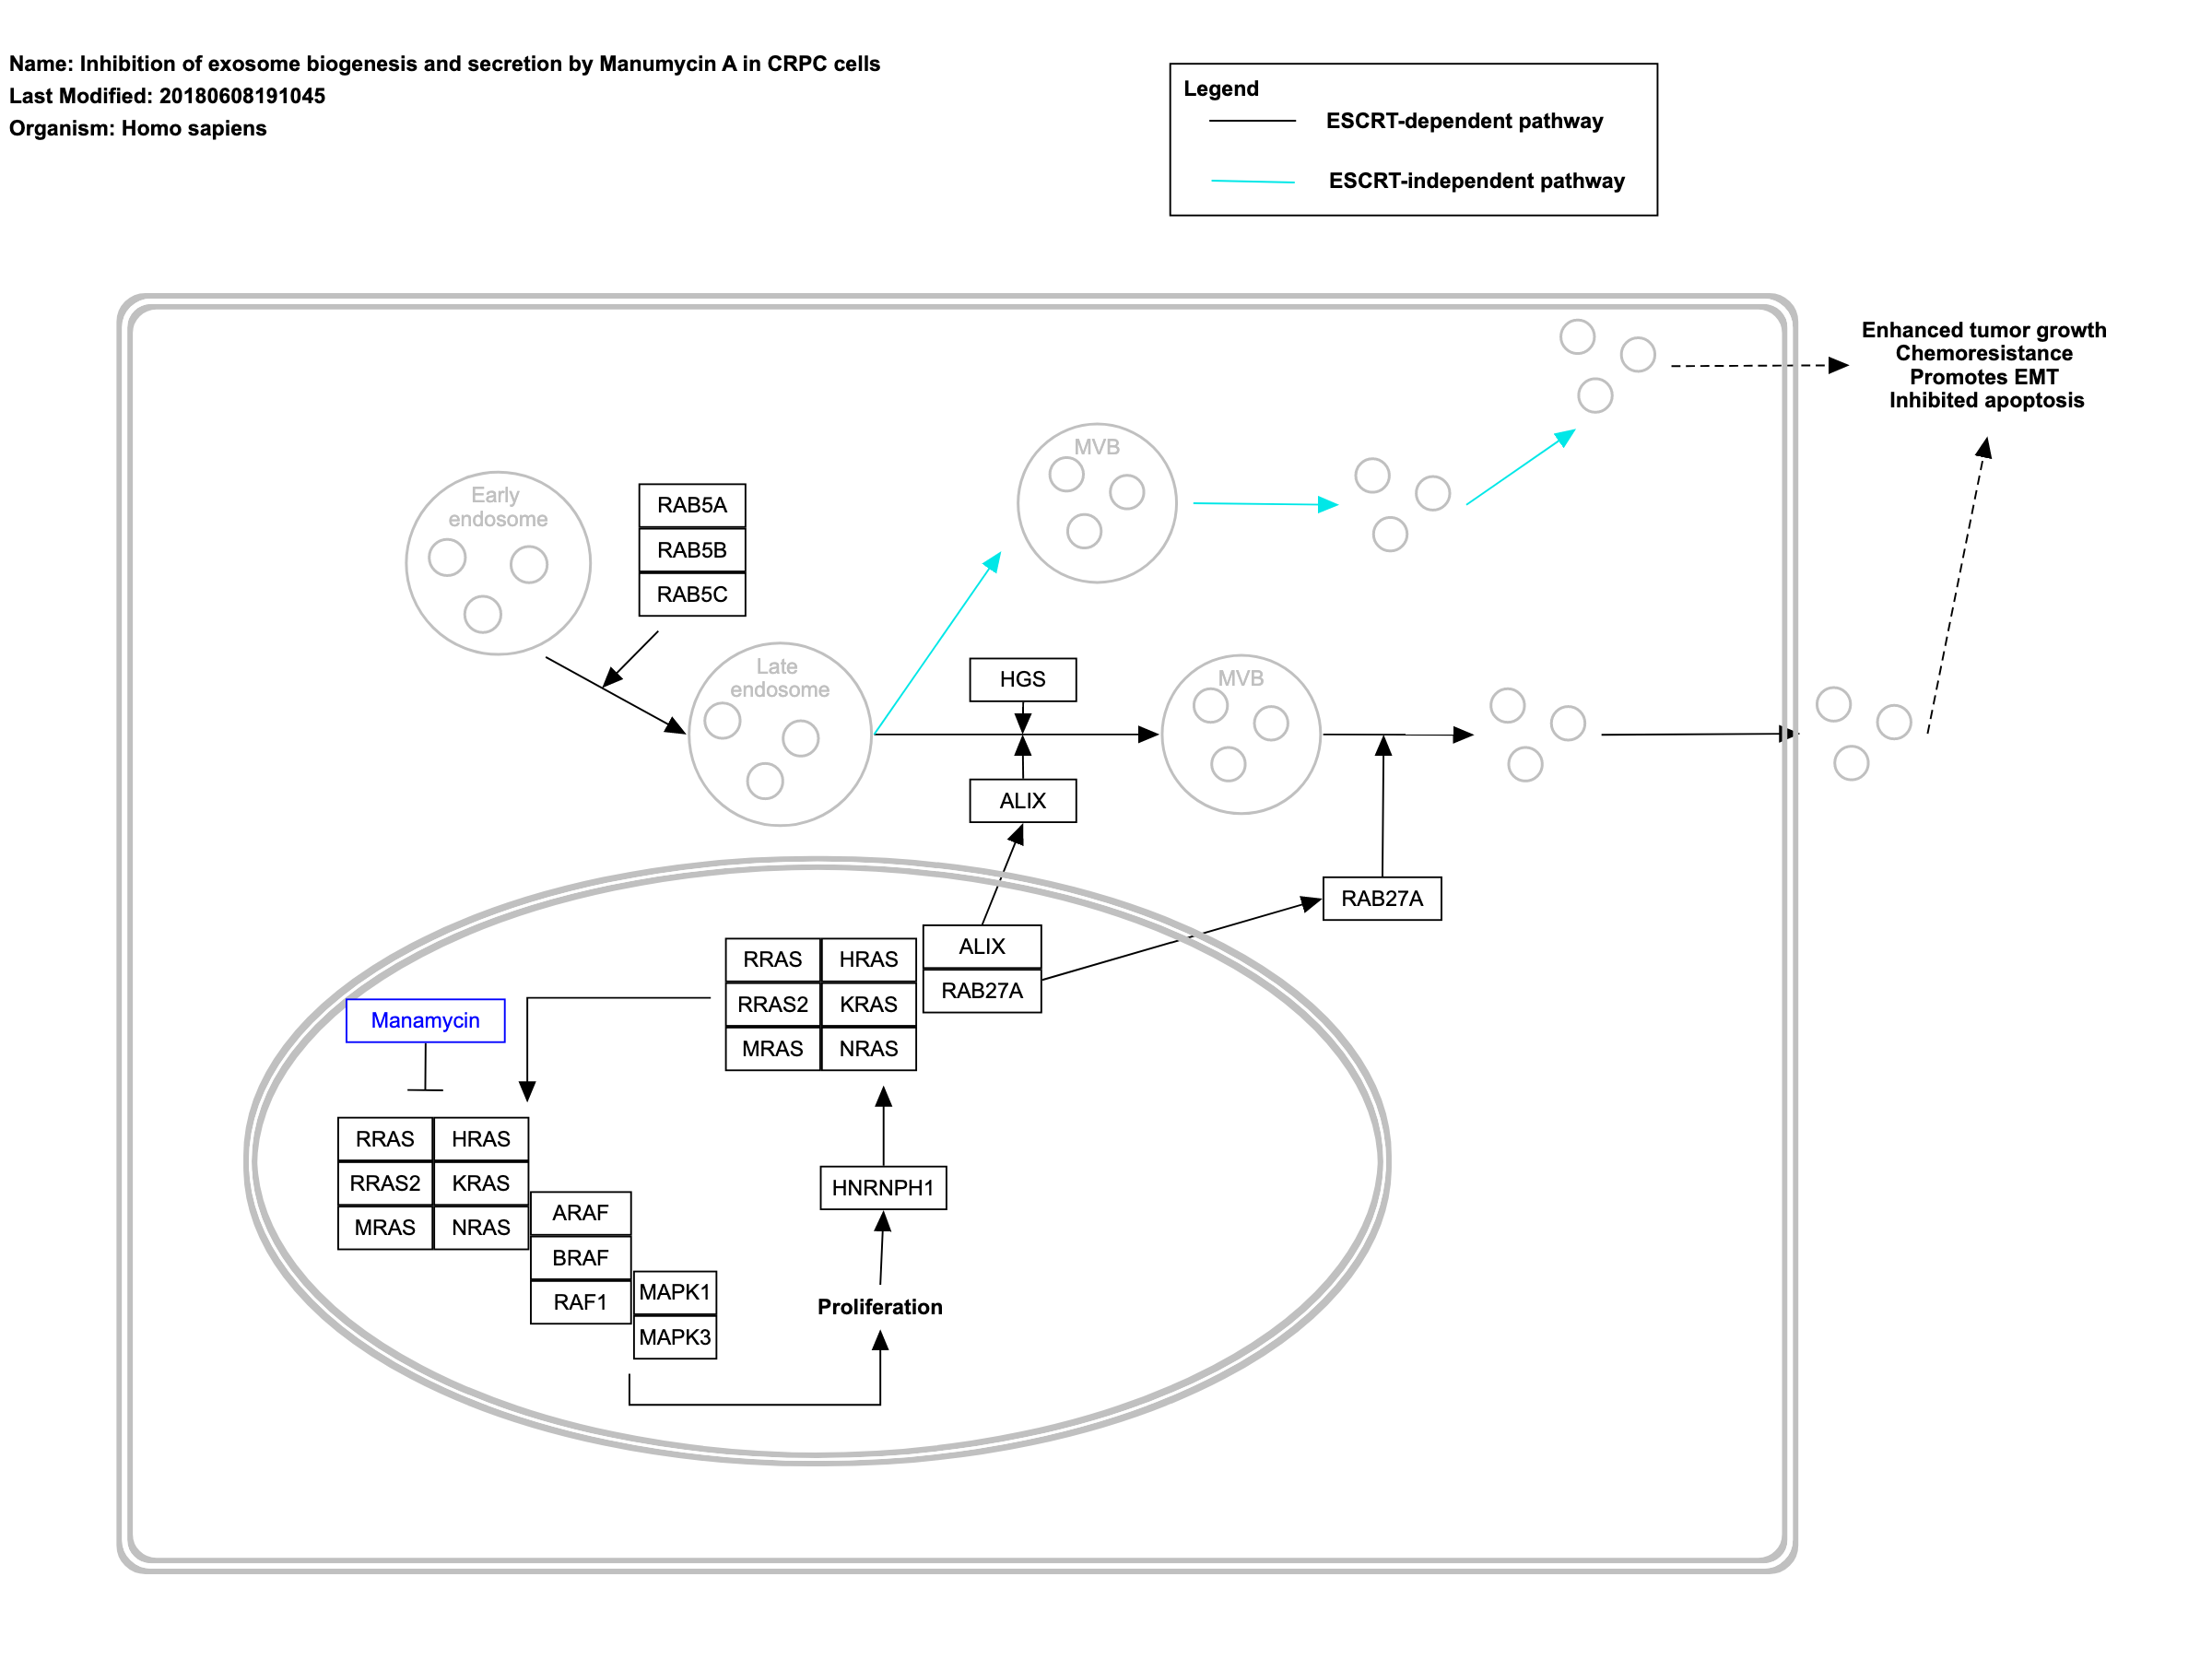 Name: Inhibition of exosome biogenesis and secretion by Manumycin A in CRPC cells
Last Modified: 20180608191045
Organism: Homo sapiens
Legend
ESCRT-dependent pathway
ESCRT-independent pathway
Enhanced tumor growth
Chemoresistance
Promotes EMT
Inhibited apoptosis
MVB
Early
endosome
RAB5A
RAB5B
RAB5C
Late
endosome
HGS
MVB
ALIX
RAB27A
RRAS HRAS
RRAS2 KRAS
MRAS NRAS
ALIX
RAB27A
Manamycin
RRAS HRAS
RRAS2 KRAS
MRAS NRAS
ARAF
BRAF
RAF1
MAPK1
MAPK3
HNRNPH1
Proliferation